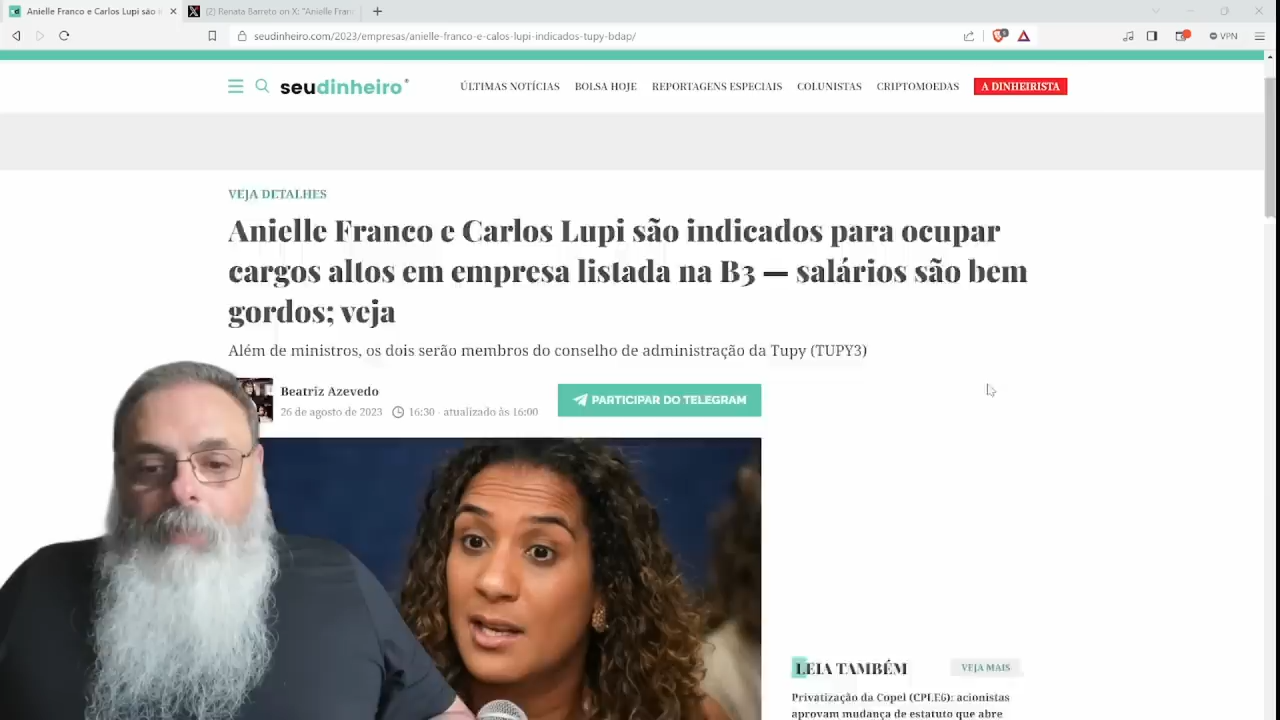 Anielle Franco e Carlos Lupi são i
(2) Renata Barreto on X: "Anielle Fran
seudinheiro.com/2023/empresas/anielle-franco-e-calos-lupi-indicados-tupy-bdap/
VPN
seudinheiro
ÚLTIMAS NOTÍCIAS BOLSA HOJE REPORTAGENS ESPECIAIS COLUNISTAS CRIPTOMOEDAS A DINHEIRISTA
VEJA DETALHES
Anielle Franco e Carlos Lupi são indicados para ocupar
cargos altos em empresa listada na B3 — salários são bem
gordos; veja
Além de ministros, os dois serão membros do conselho de administração da Tupy (TUPY3)
Beatriz Azevedo
26 de agosto de 2023 16:30 - atualizado às 16:00
PARTICIPAR DO TELEGRAM
LEIA TAMBÉM VEJA MAIS
Privatização da Copel (CPLE6): acionistas
aprovam mudança de estatuto que abre